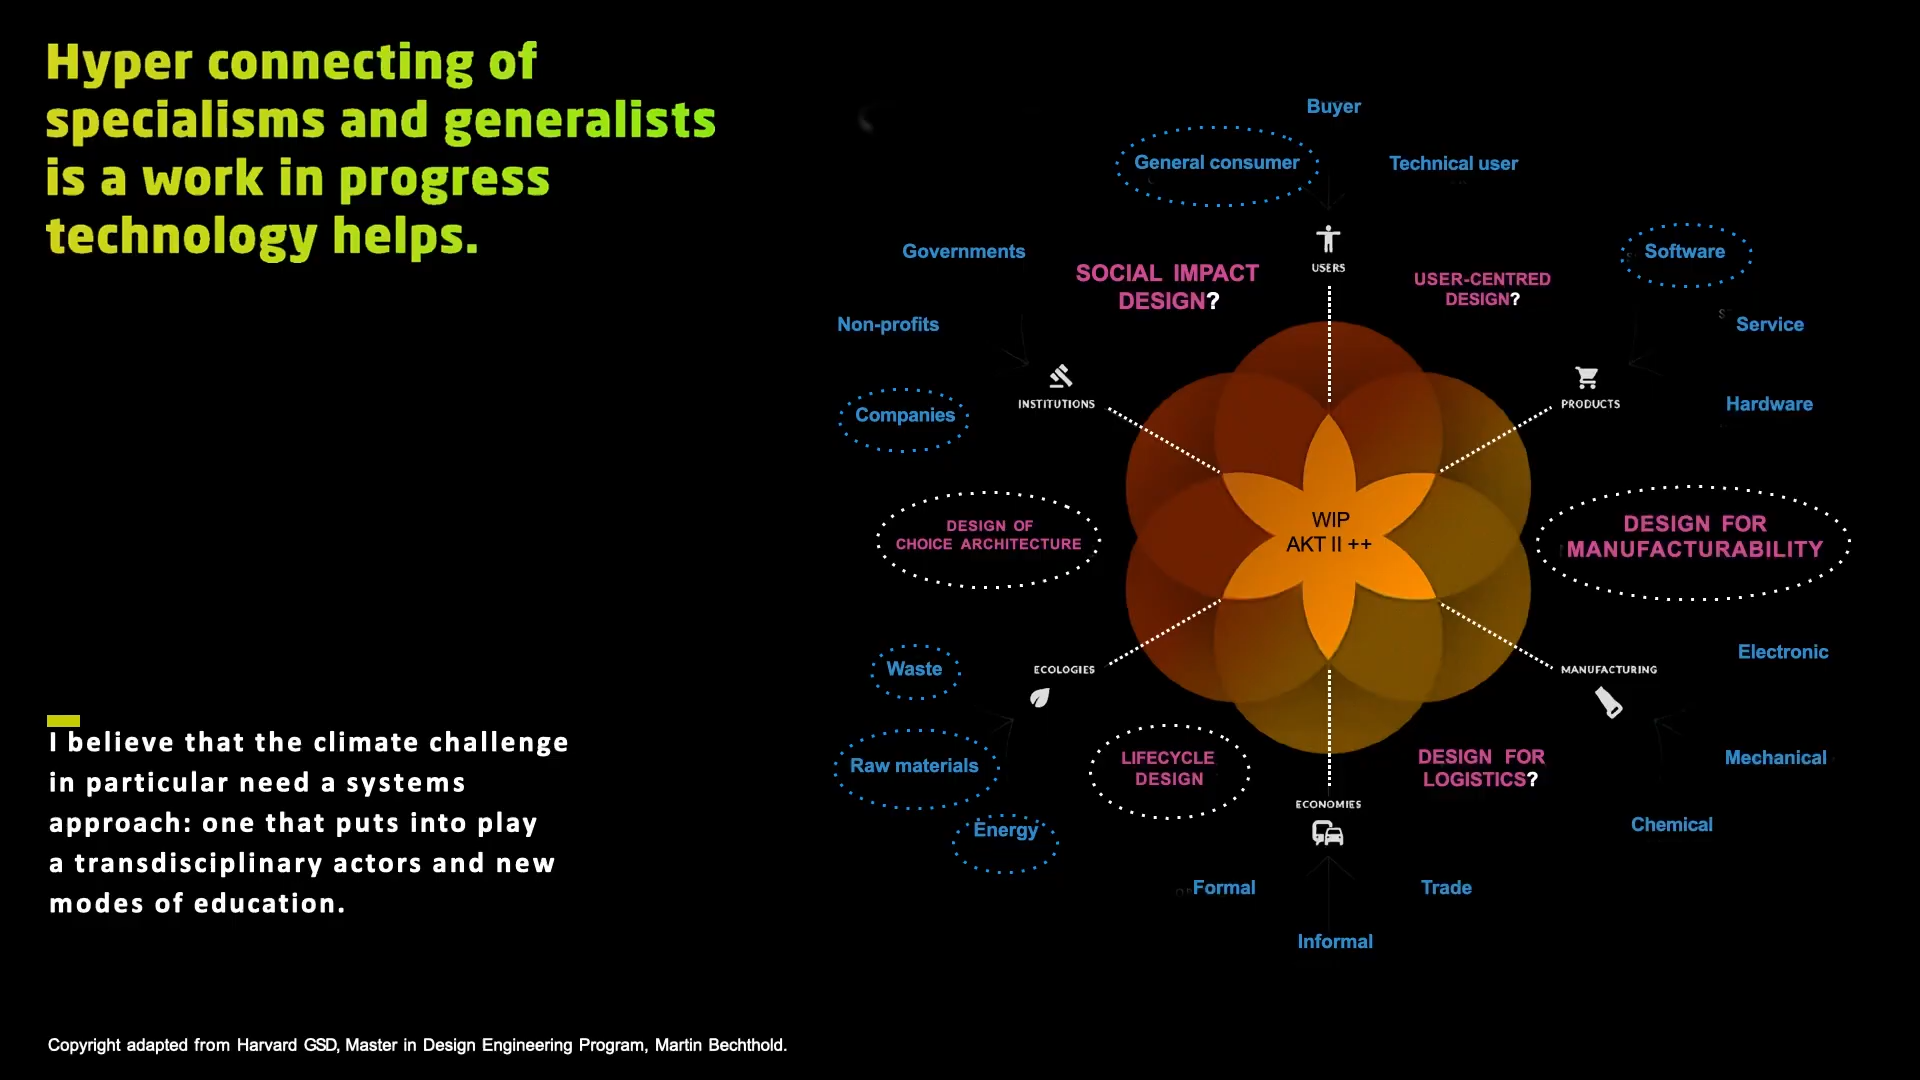 Hyper connecting of
specialisms and generalists
is a work in progress
technology helps.
I believe that the climate challenge
in particular need a systems
approach: one that puts into play
a transdisciplinary actors and new
modes of education.
Copyright adapted from Harvard GSD, Master in Design Engineering Program, Martin Bechthold.
Buyer
General consumer
Technical user
USERS
Governments
SOCIAL IMPACT
DESIGN?
USER-CENTRED
DESIGN?
Software
Non-profits
Service
INSTITUTIONS
PRODUCTS
Companies
Hardware
DESIGN OF
CHOICE ARCHITECTURE
WIP
AKT II ++
DESIGN FOR
MANUFACTURABILITY
Waste
ECOLOGIES
MANUFACTURING
Electronic
Raw materials
LIFECYCLE
DESIGN
DESIGN FOR
LOGISTICS?
Mechanical
Energy
ECONOMIES
Chemical
Formal
Trade
Informal